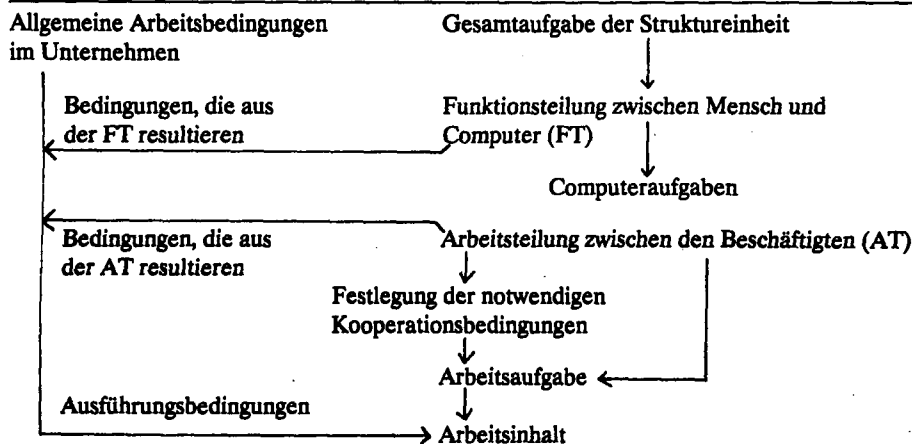 Allgemeine Arbeitsbedingungen
im Unternehmen
Gesamtaufgabe der Struktureinheit
Bedingungen, die aus
der FT resultieren
Funktionsteilung zwischen Mensch und
Computer (FT)
Computeraufgaben
Bedingungen, die aus
der AT resultieren
Arbeitsteilung zwischen den Beschäftigten (AT)
Festlegung der notwendigen
Kooperationsbedingungen
Arbeitsaufgabe
Ausführungsbedingungen
Arbeitsinhalt